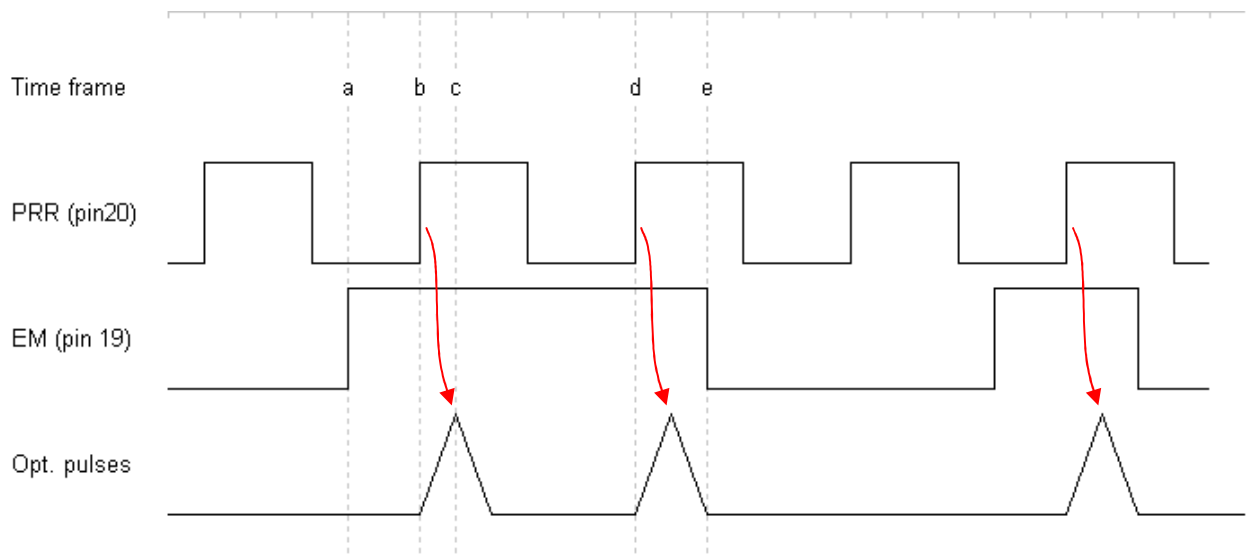 Time frame a b c d e
PRR (pin20)
EM (pin 19)
Opt. pulses